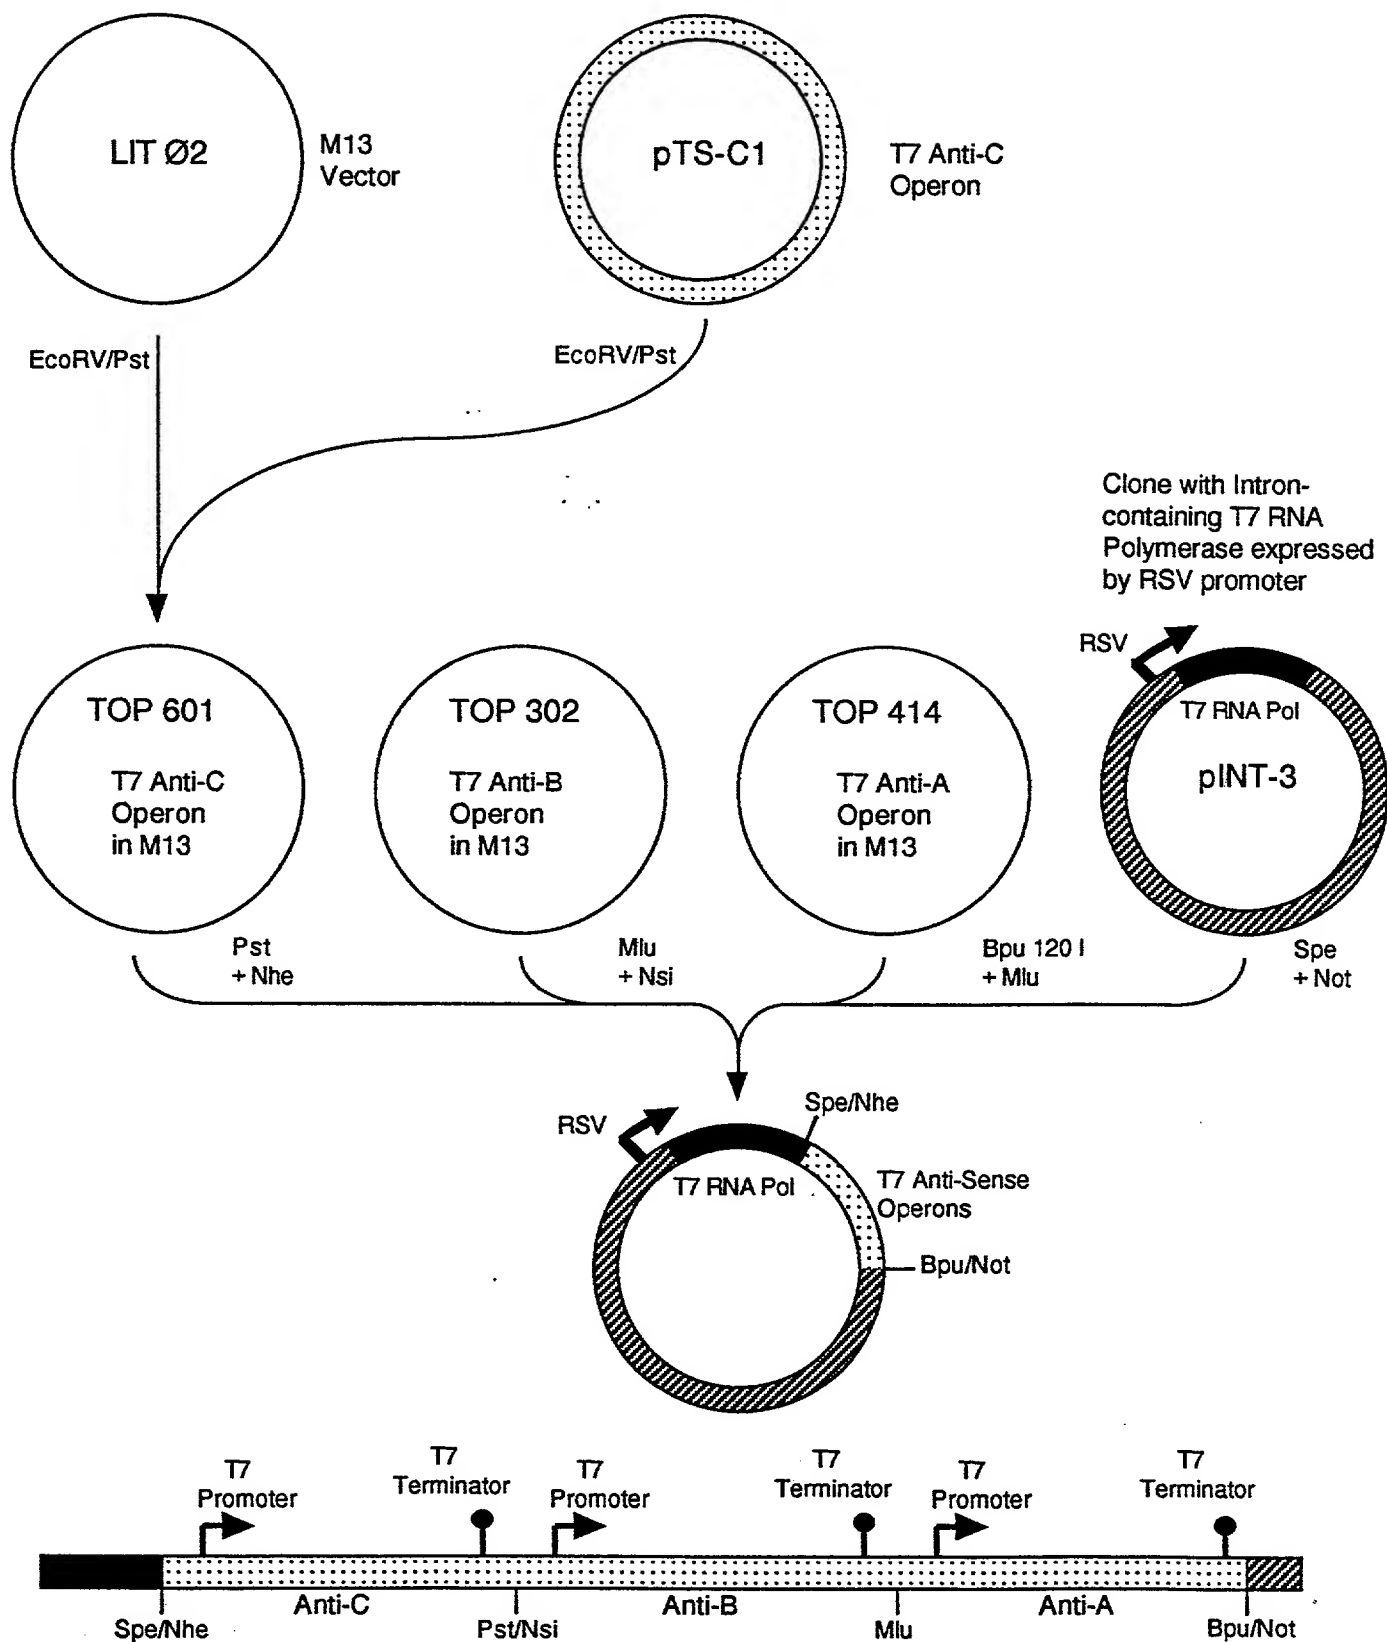 LIT Ø2
M13
Vector
pTS-C1
T7 Anti-C
Operon
EcoRV/Pst
EcoRV/Pst
Clone with Intron-
containing T7 RNA
Polymerase expressed
by RSV promoter
RSV
TOP 601
T7 Anti-C
Operon
in M13
TOP 302
T7 Anti-B
Operon
in M13
TOP 414
T7 Anti-A
Operon
in M13
T7 RNA Pol
pINT-3
Pst
+ Nhe
Mlu
+ Nsi
Bpu 120 I
+ Mlu
Spe
+ Not
RSV
Spe/Nhe
T7 RNA Pol
T7 Anti-Sense
Operons
Bpu/Not
T7
Promoter
T7
Terminator
T7
Promoter
T7
Terminator
T7
Promoter
T7
Terminator
Anti-C
Anti-B
Anti-A
Spe/Nhe
Pst/Nsi
Mlu
Bpu/Not